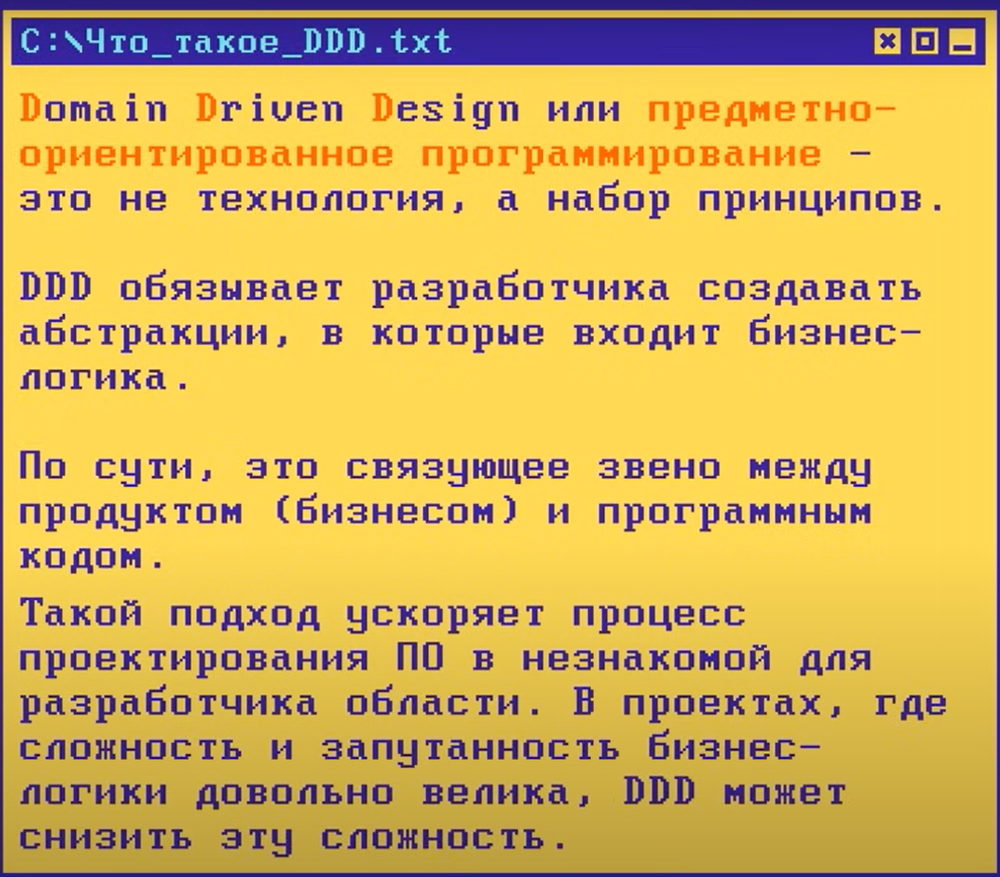 C:\Что_такое_DDD.txt
Domain Driven Design или предметно-
ориентированное программирование -
это не технология, а набор принципов.
DDD обязывает разработчика создавать
абстракции, в которые входит бизнес-
логика.
По сути, это связующее звено между
продуктом (бизнесом) и программным
кодом.
Такой подход ускоряет процесс
проектирования ПО в незнакомой для
разработчика области. В проектах, где
сложность и запутанность бизнес-
логики довольно велика, DDD может
снизить эту сложность.